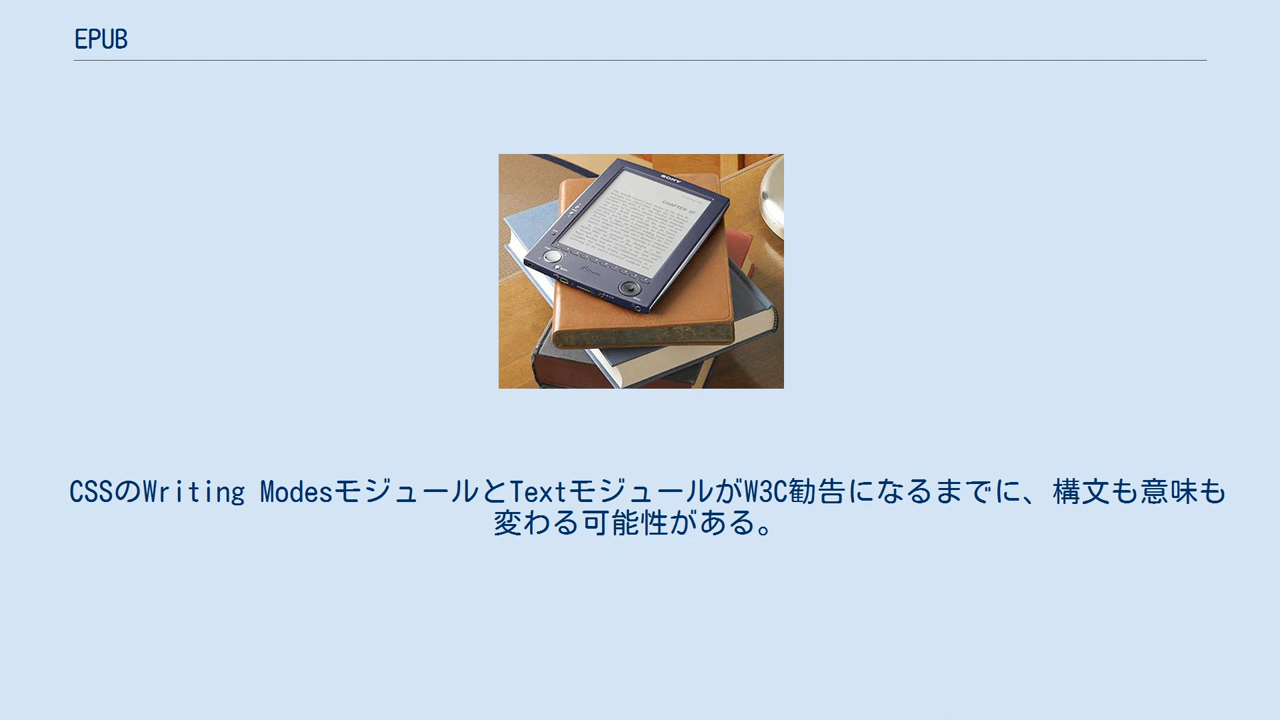 EPUB
SONY
CHAPTER 37
CSSのWriting ModesモジュールとTextモジュールがW3C勧告になるまでに、構文も意味も
変わる可能性がある。